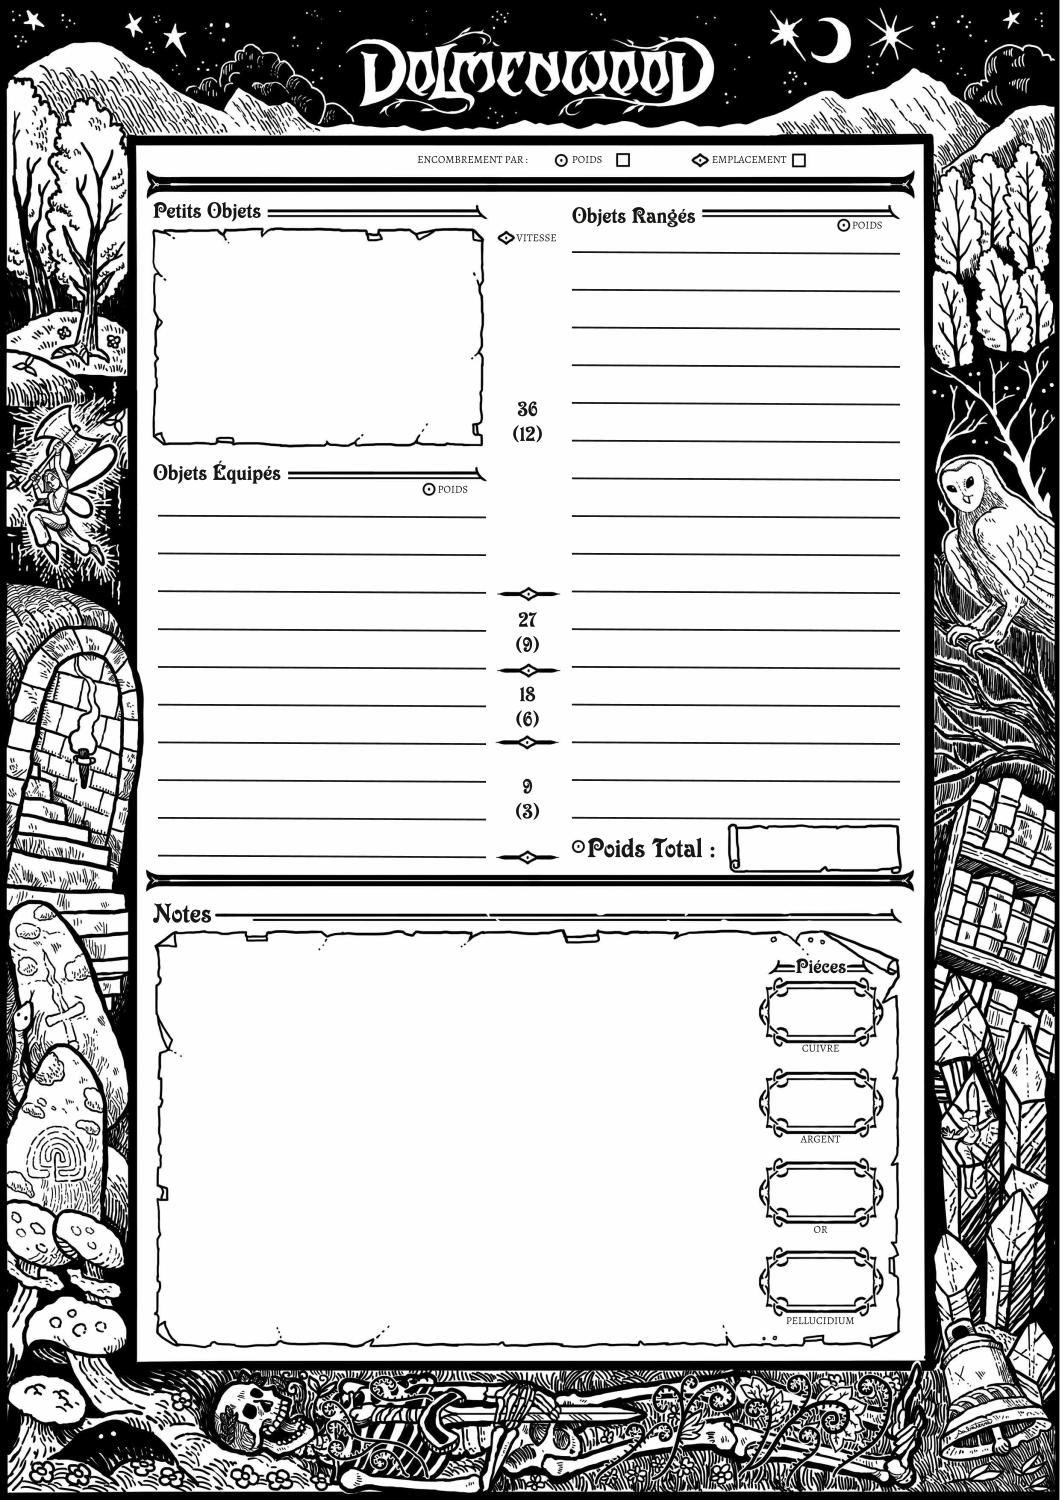 DOLMENWOOD
ENCOMBREMENT PAR : POIDS EMPLACEMENT
Petits Objets
VITESSE
36
(12)
Objets Équipés
POIDS
27
(9)
18
(6)
9
(3)
Objets Rangés
POIDS
Poids Total :
Notes
Piéces
CUIVRE
ARGENT
OR
PELLUCIDIUM